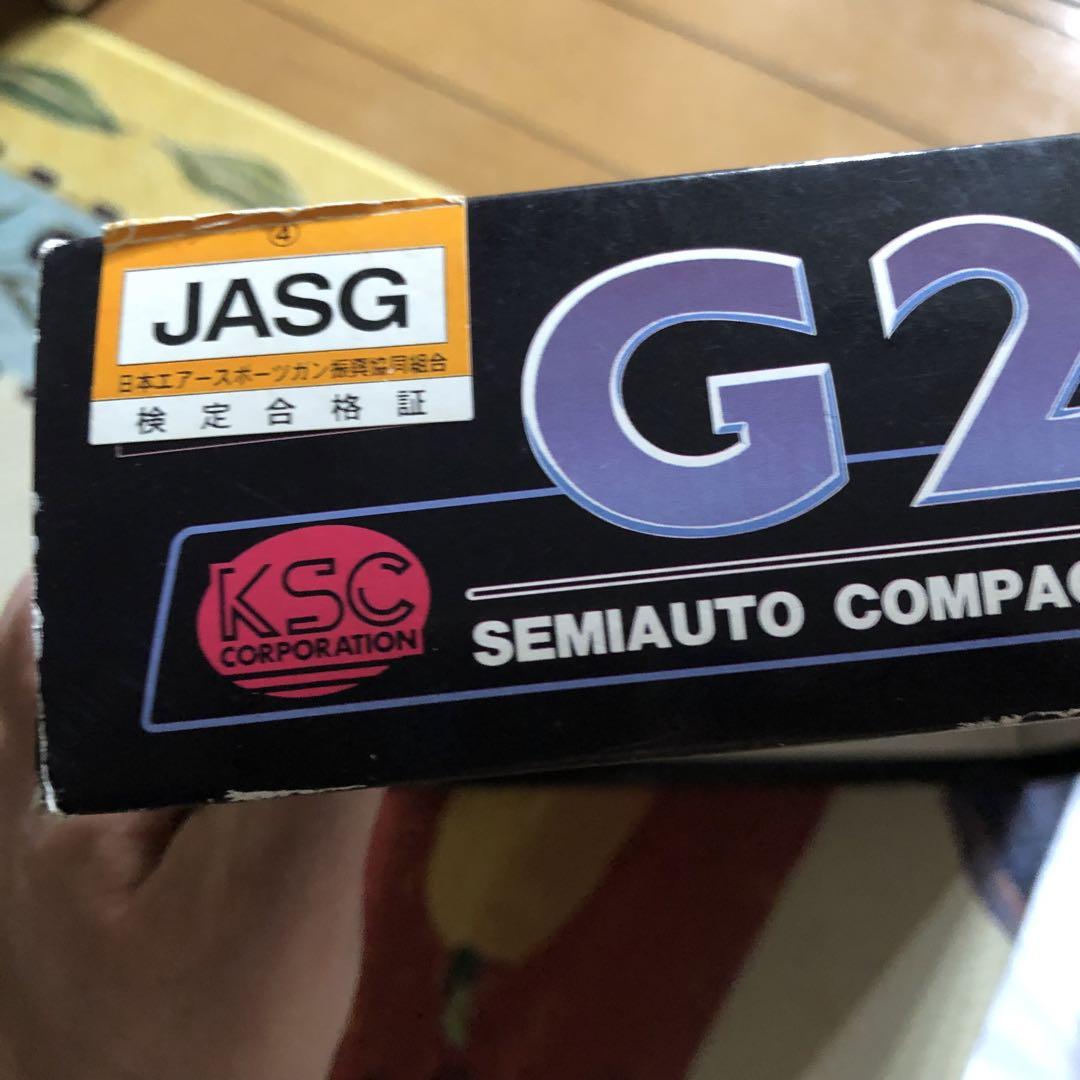 ④
JASG
日本エアースポーツガン振興協同組合
検定合格証
G2
KSC
CORPORATION
SEMIAUTO COMPAC